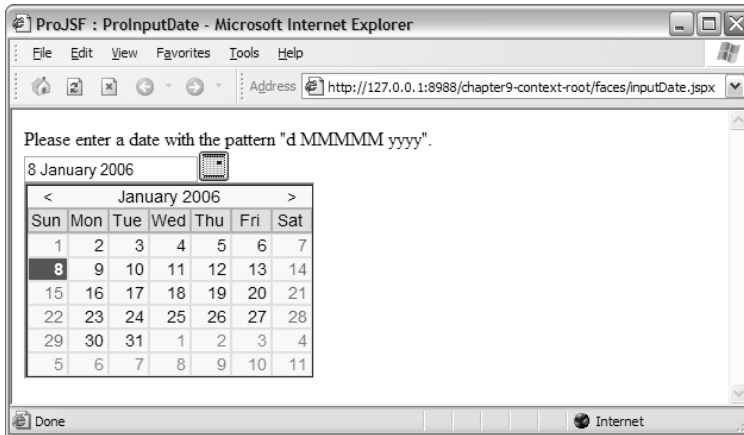 ProJSF : ProInputDate - Microsoft Internet Explorer
File Edit View Favorites Tools Help
Address http://127.0.0.1:8988/chapter9-context-root/faces/inputDate.jspx
Please enter a date with the pattern "d MMMMM yyyy".
8 January 2006
< January 2006 >
Sun Mon Tue Wed Thu Fri Sat
1 2 3 4 5 6 7
8 9 10 11 12 13 14
15 16 17 18 19 20 21
22 23 24 25 26 27 28
29 30 31 1 2 3 4
5 6 7 8 9 10 11
Done Internet